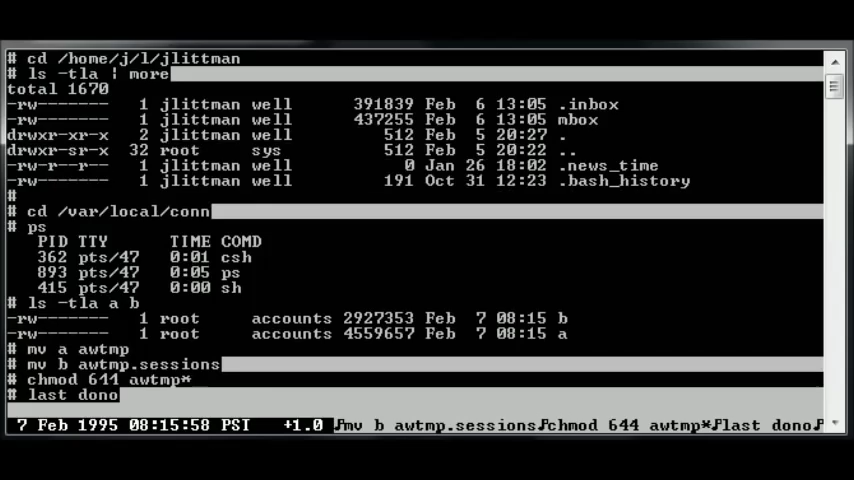 # cd /home/j/l/jlittman
# ls -tla | more
total 1670
-rw------- 1 jlittman well 391839 Feb 6 13:05 .inbox
-rw------- 1 jlittman well 437255 Feb 6 13:05 mbox
drwxr-xr-x 2 jlittman well 512 Feb 5 20:27 .
drwxr-sr-x 32 root sys 512 Feb 5 20:22 ..
-rw-r--r-- 1 jlittman well 0 Jan 26 18:02 .news_time
-rw------- 1 jlittman well 191 Oct 31 12:23 .bash_history
#
# cd /var/local/conn
# ps
PID TTY TIME COMD
362 pts/47 0:01 csh
893 pts/47 0:05 ps
415 pts/47 0:00 sh
# ls -tla a b
-rw------- 1 root accounts 2927353 Feb 7 08:15 b
-rw------- 1 root accounts 4559657 Feb 7 08:15 a
# mv a awtmp
# mv b awtmp.sessions
# chmod 644 awtmp*
# last dono
7 Feb 1995 08:15:58 PST +1.0 ♪mv b awtmp.sessions♪chmod 644 awtmp*♪last dono♪